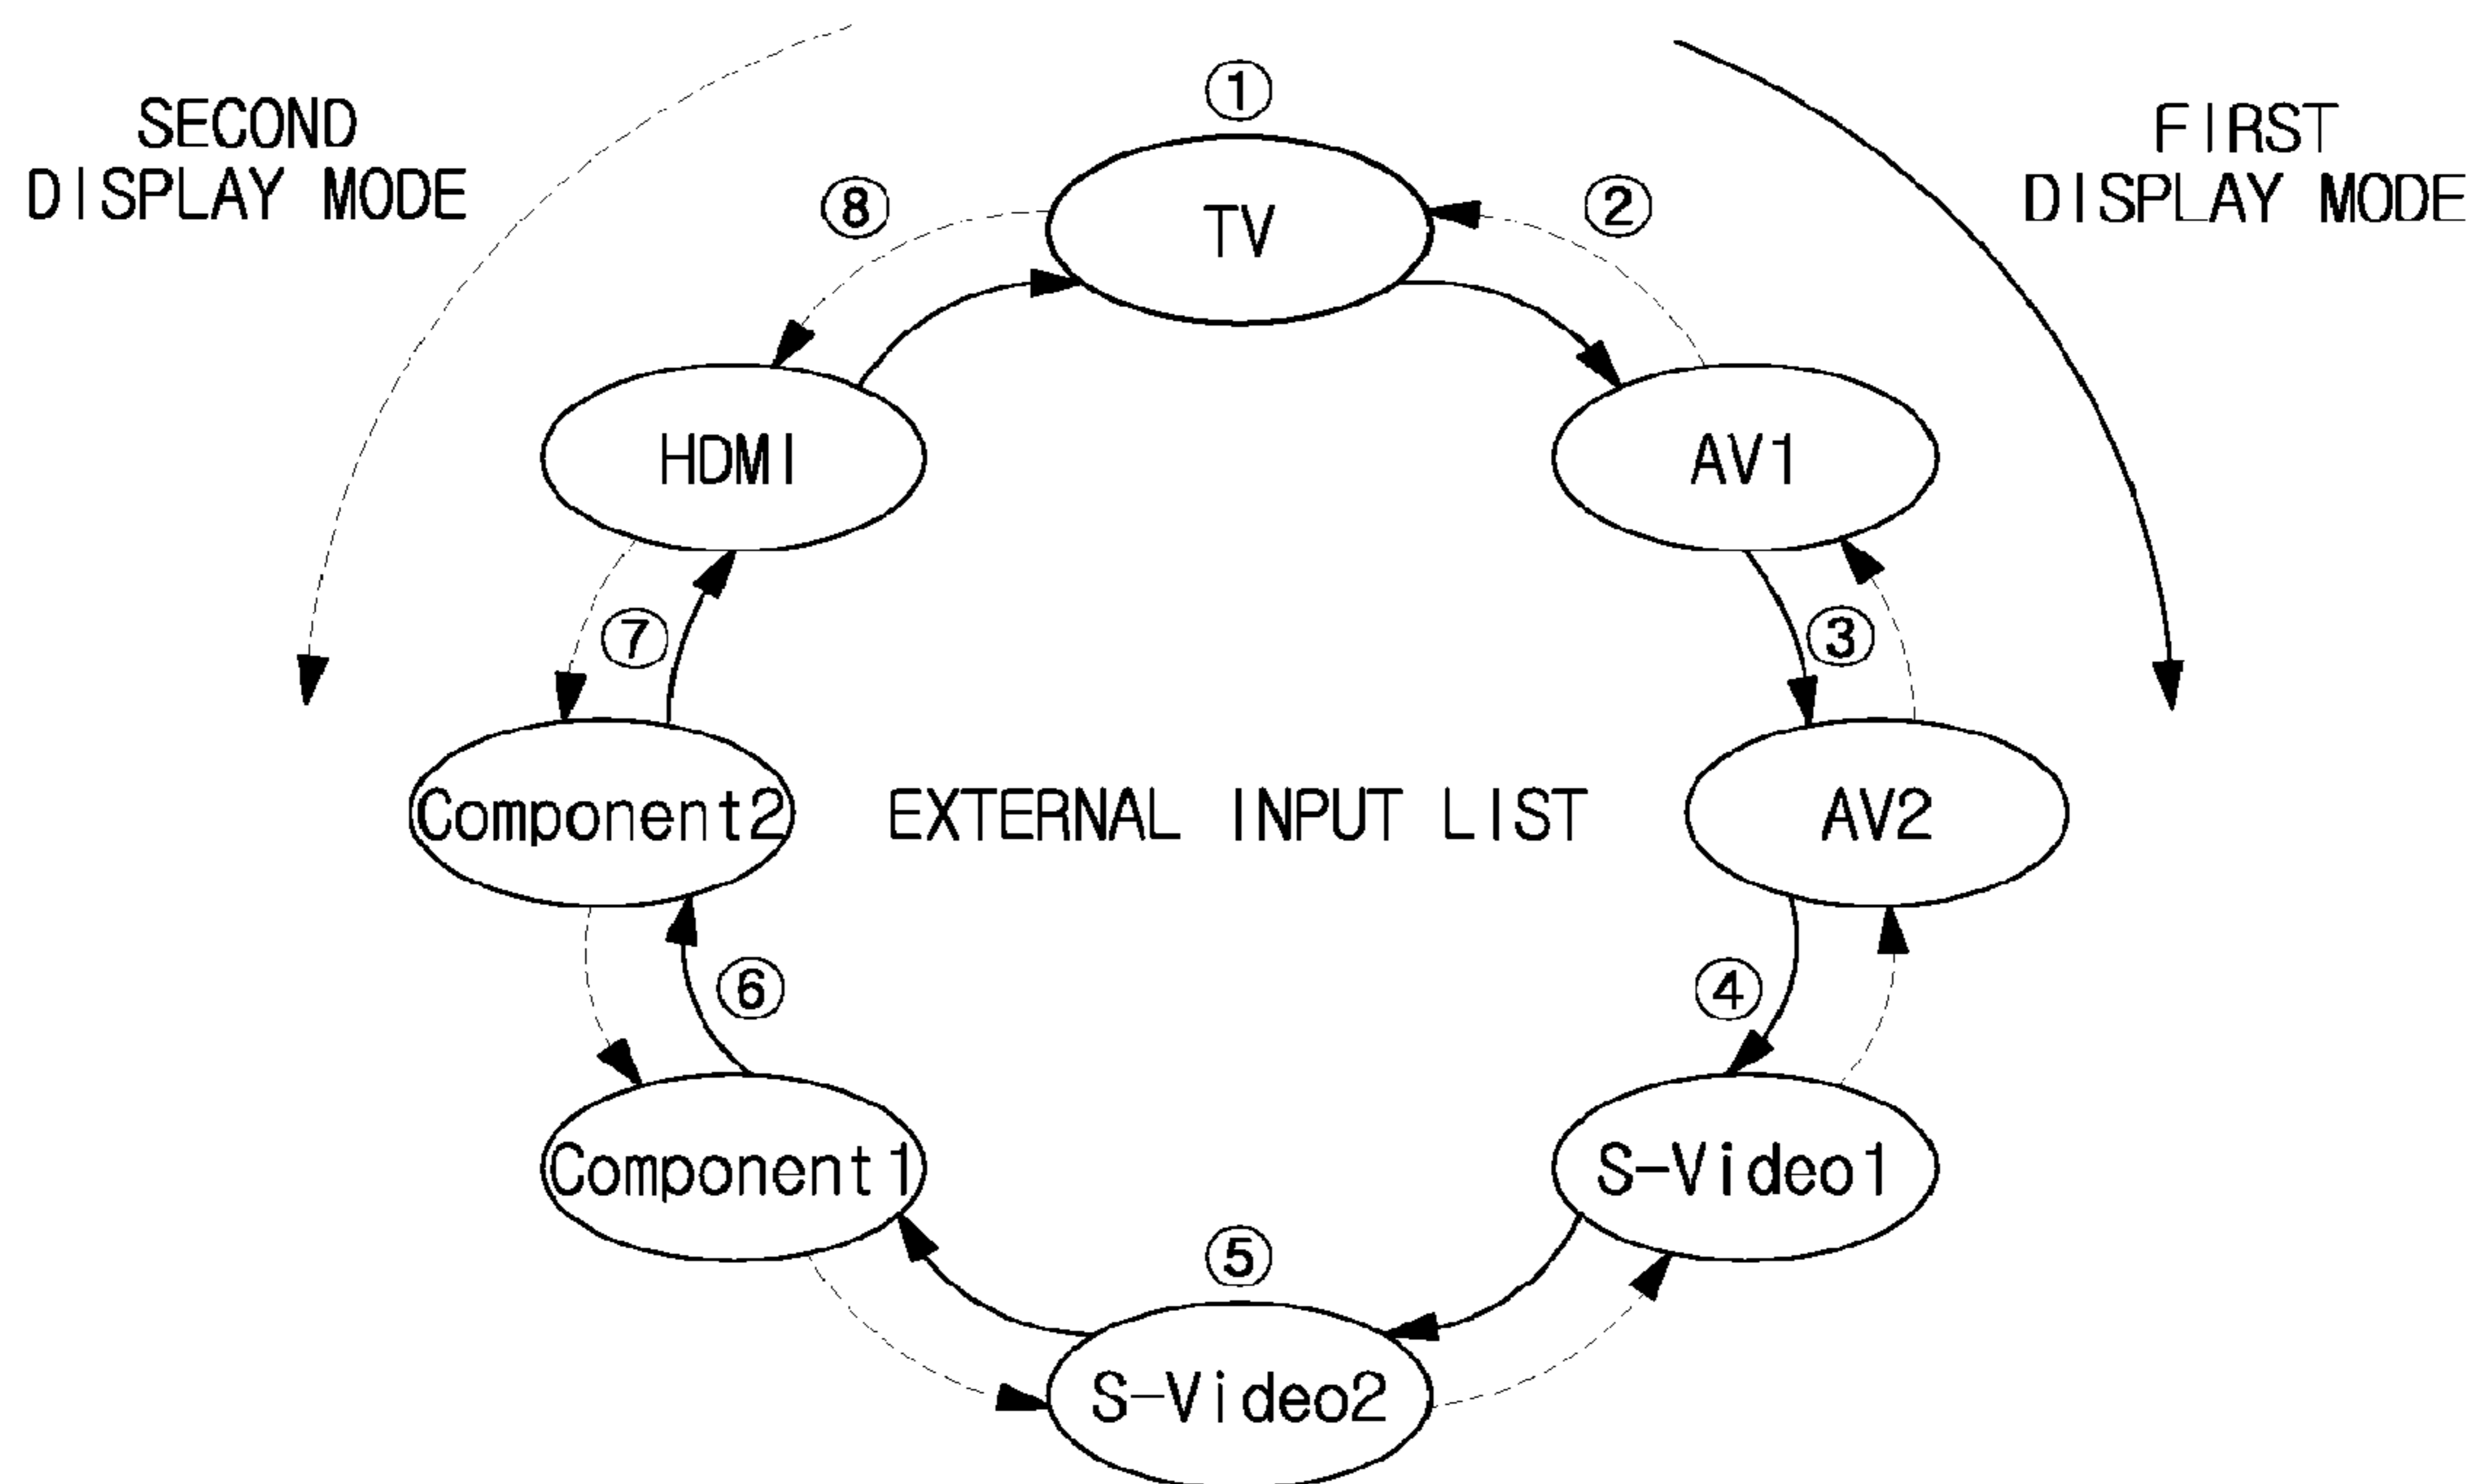 ①
SECOND
DISPLAY MODE
FIRST
DISPLAY MODE
⑧
TV
②
HDMI
AV1
⑦
③
Component2
EXTERNAL INPUT LIST
AV2
⑥
④
Component1
S-Video1
⑤
S-Video2